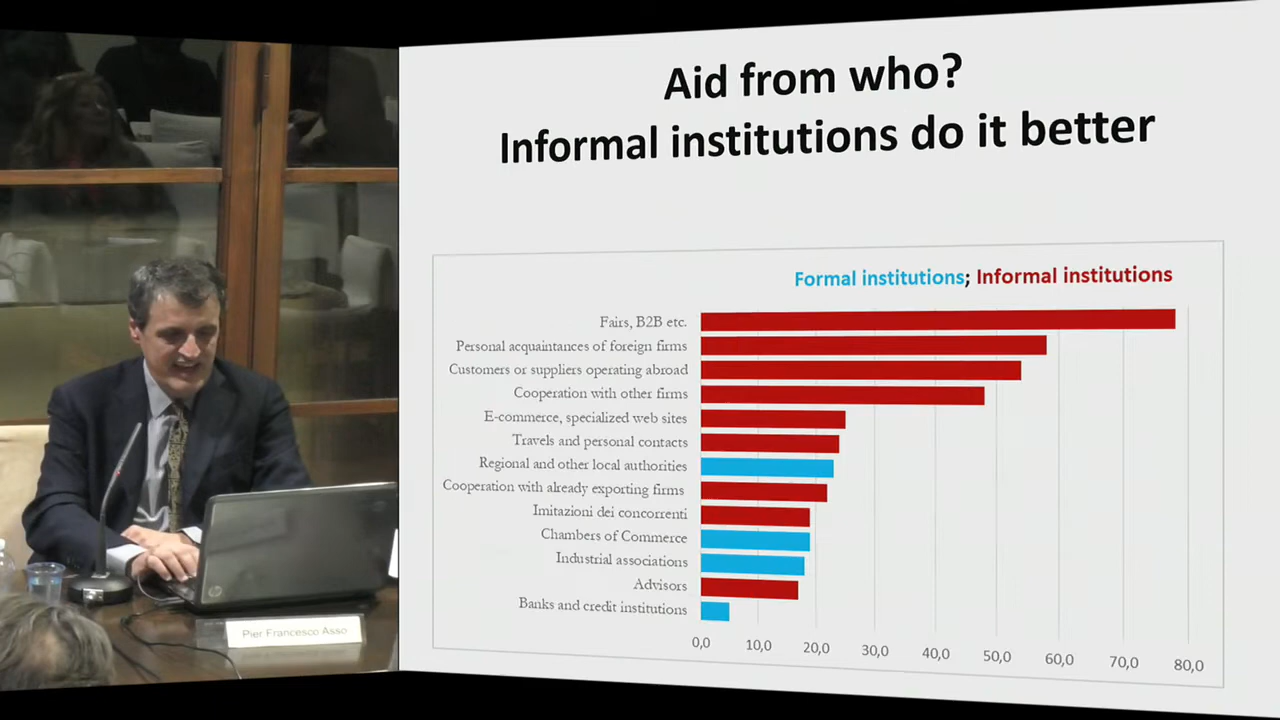 Aid from who?
Informal institutions do it better
Formal institutions; Informal institutions
Fairs, B2B etc.
Personal acquaintances of foreign firms
Customers or suppliers operating abroad
Cooperation with other firms
E-commerce, specialized web sites
Travels and personal contacts
Regional and other local authorities
Cooperation with already exporting firms
Imitazioni dei concorrenti
Chambers of Commerce
Industrial associations
Advisors
Banks and credit institutions
0,0 10,0 20,0 30,0 40,0 50,0 60,0 70,0 80,0
Pier Francesco Asso
hp